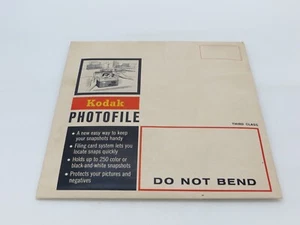 Kodak
PHOTOFILE
• A new easy way to keep
your snapshots handy
• Filing card system lets you
locate snaps quickly
• Holds up to 250 color or
black-and-white snapshots
• Protects your pictures and
negatives
THIRD CLASS
DO NOT BEND